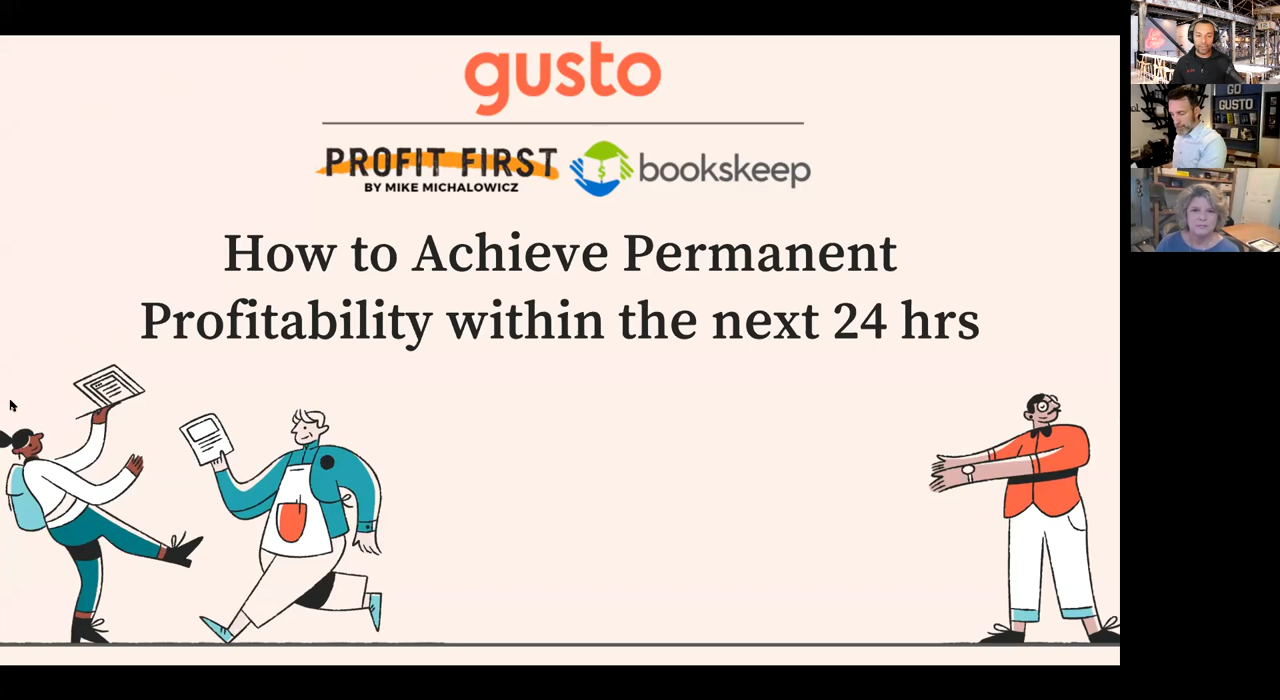 gusto
PROFIT FIRST
BY MIKE MICHALOWICZ
bookskeep
How to Achieve Permanent
Profitability within the next 24 hrs
GO
GUSTO